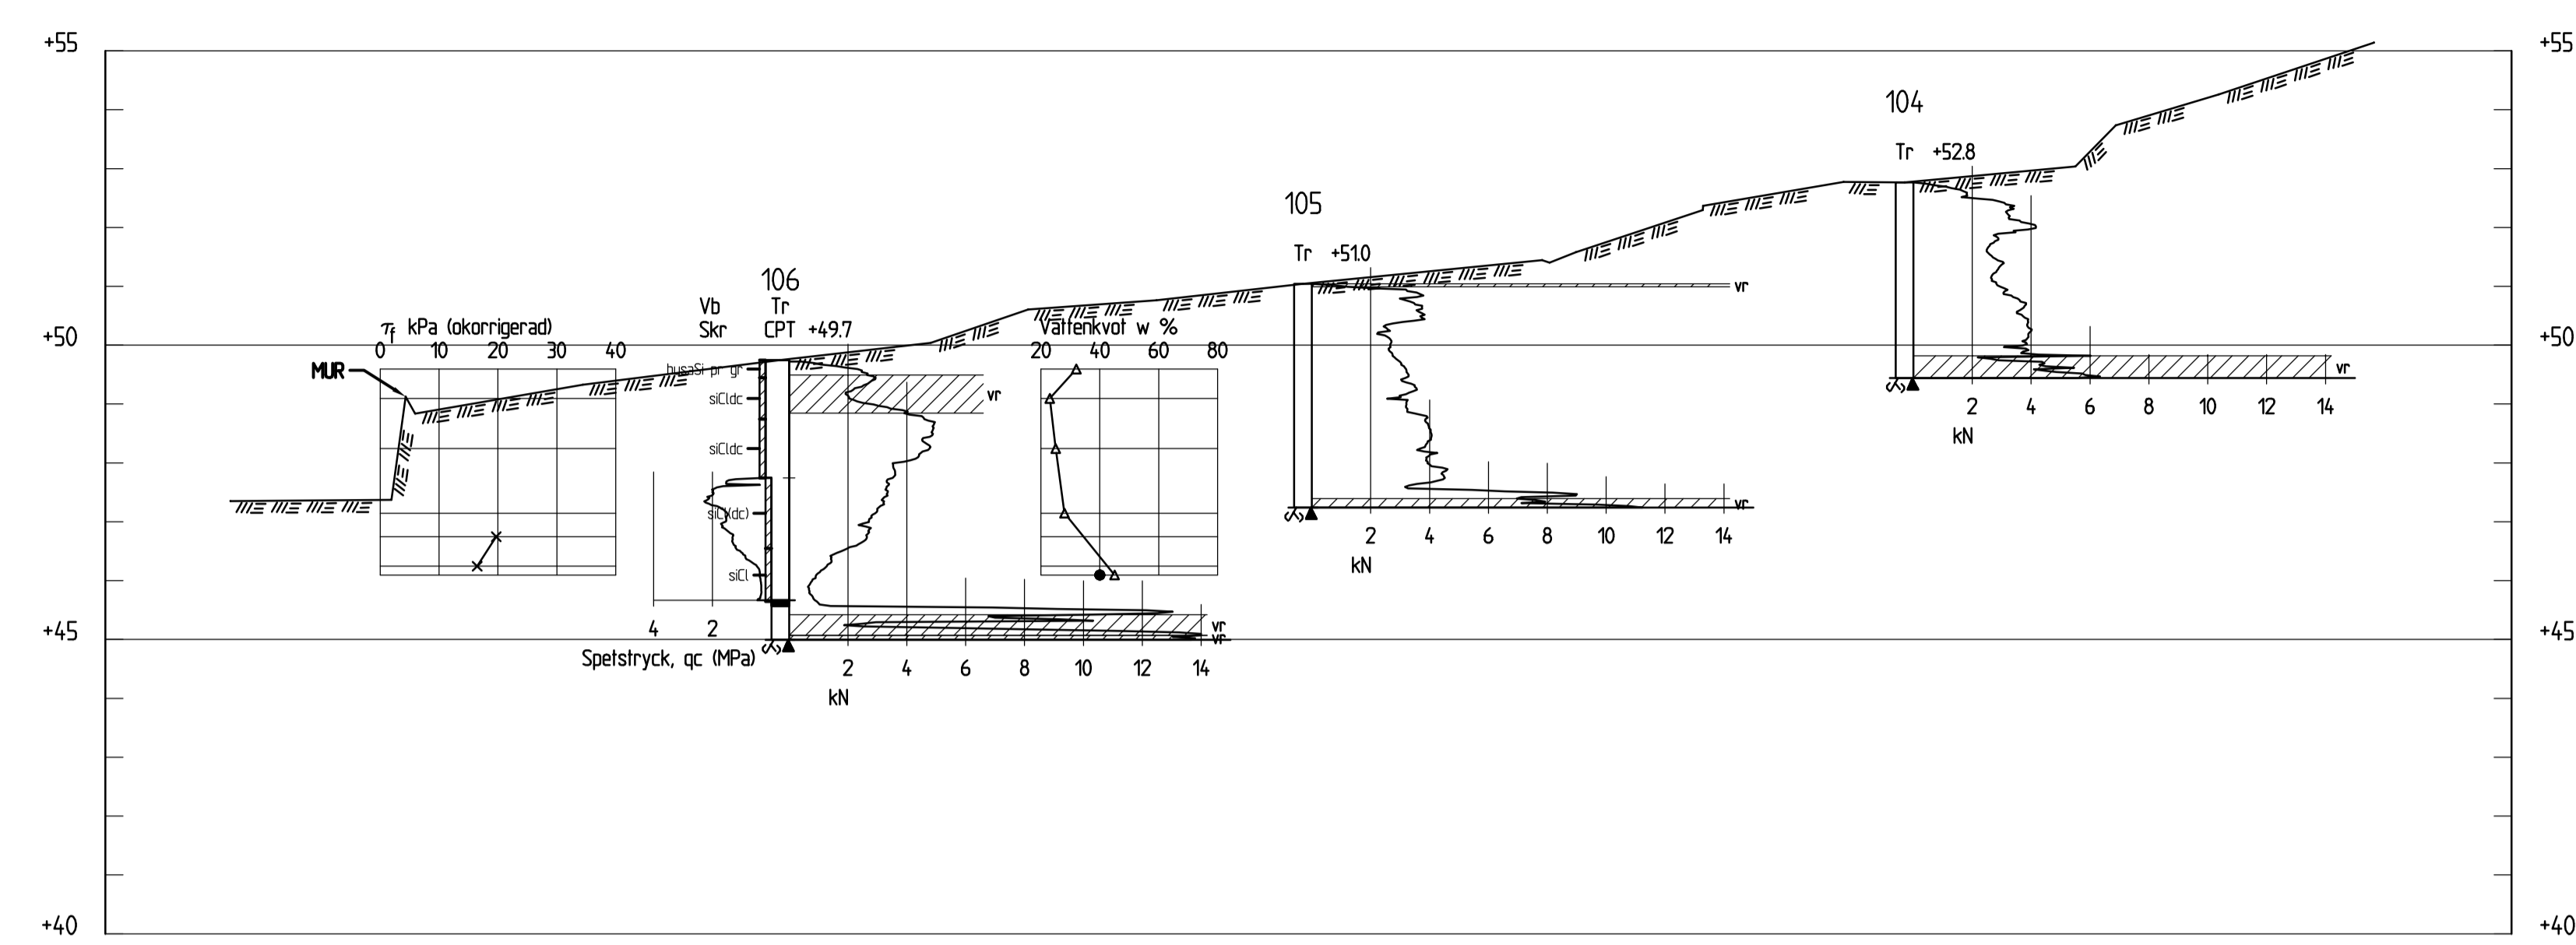 +55
+55
104
Tr +52.8
105
Tr +51.0
106
Vb Tr
Skr CPT +49.7
τf kPa (okorrigerad)
Vattenkvot w %
+50
+50
0 10 20 30 40
20 40 60 80
MUR
husaSi pr gr
siCldc
siCldc
siCl(dc)
siCl
vr
vr
vr
vr
2 4 6 8 10 12 14
kN
2 4 6 8 10 12 14
kN
+45
+45
vr
vr
4 2
Spetstryck, qc (MPa)
2 4 6 8 10 12 14
kN
+40
+40